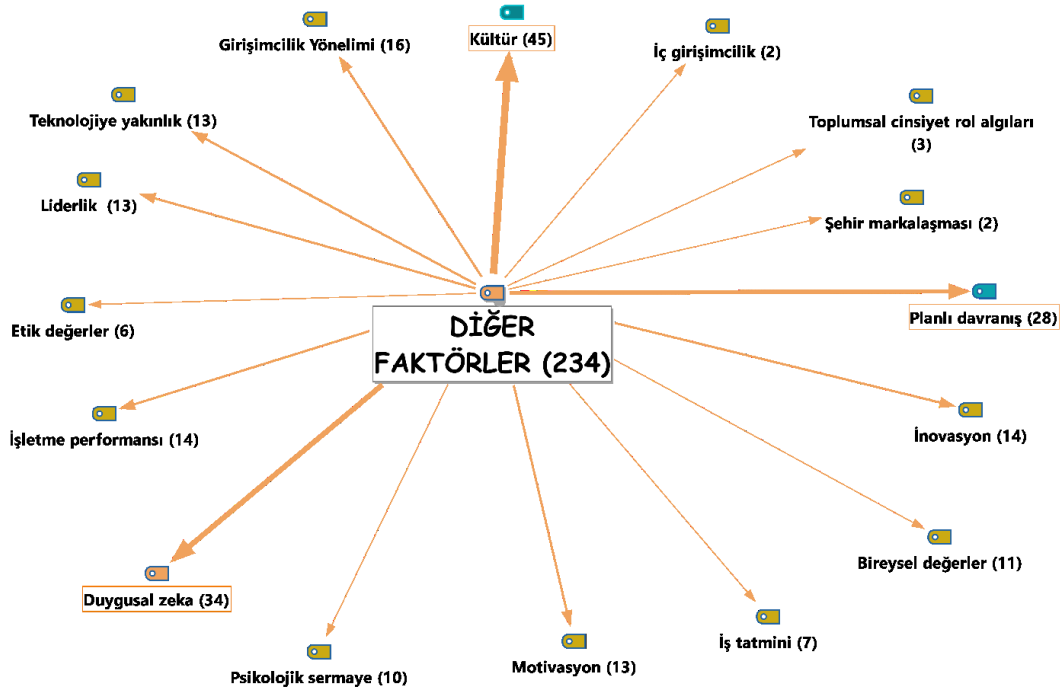 Kültür (45)
Girişimcilik Yönelimi (16)
İç girişimcilik (2)
Teknolojiye yakınlık (13)
Toplumsal cinsiyet rol algıları
(3)
Liderlik (13)
Şehir markalaşması (2)
Etik değerler (6)
DİĞER
FAKTÖRLER (234)
Planlı davranış (28)
İşletme performansı (14)
İnovasyon (14)
Bireysel değerler (11)
Duygusal zeka (34)
İş tatmini (7)
Motivasyon (13)
Psikolojik sermaye (10)